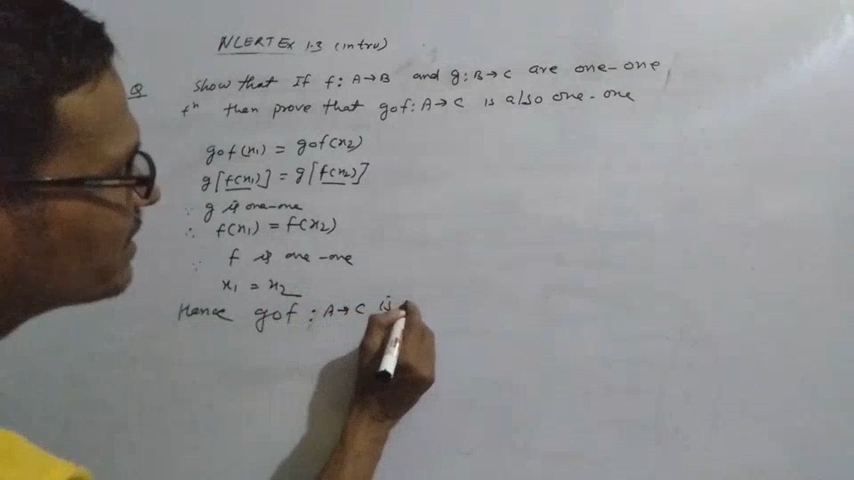 NLERT Ex 1.3 (intro)
Q Show that If f: A→B and g: B→C are one-one
fⁿ then prove that gof: A→C is also one-one
gof(x₁) = gof(x₂)
g[f(x₁)] = g[f(x₂)]
∵ g is one-one
∴ f(x₁) = f(x₂)
∵ f is one-one
x₁ = x₂
Hence gof : A→C is